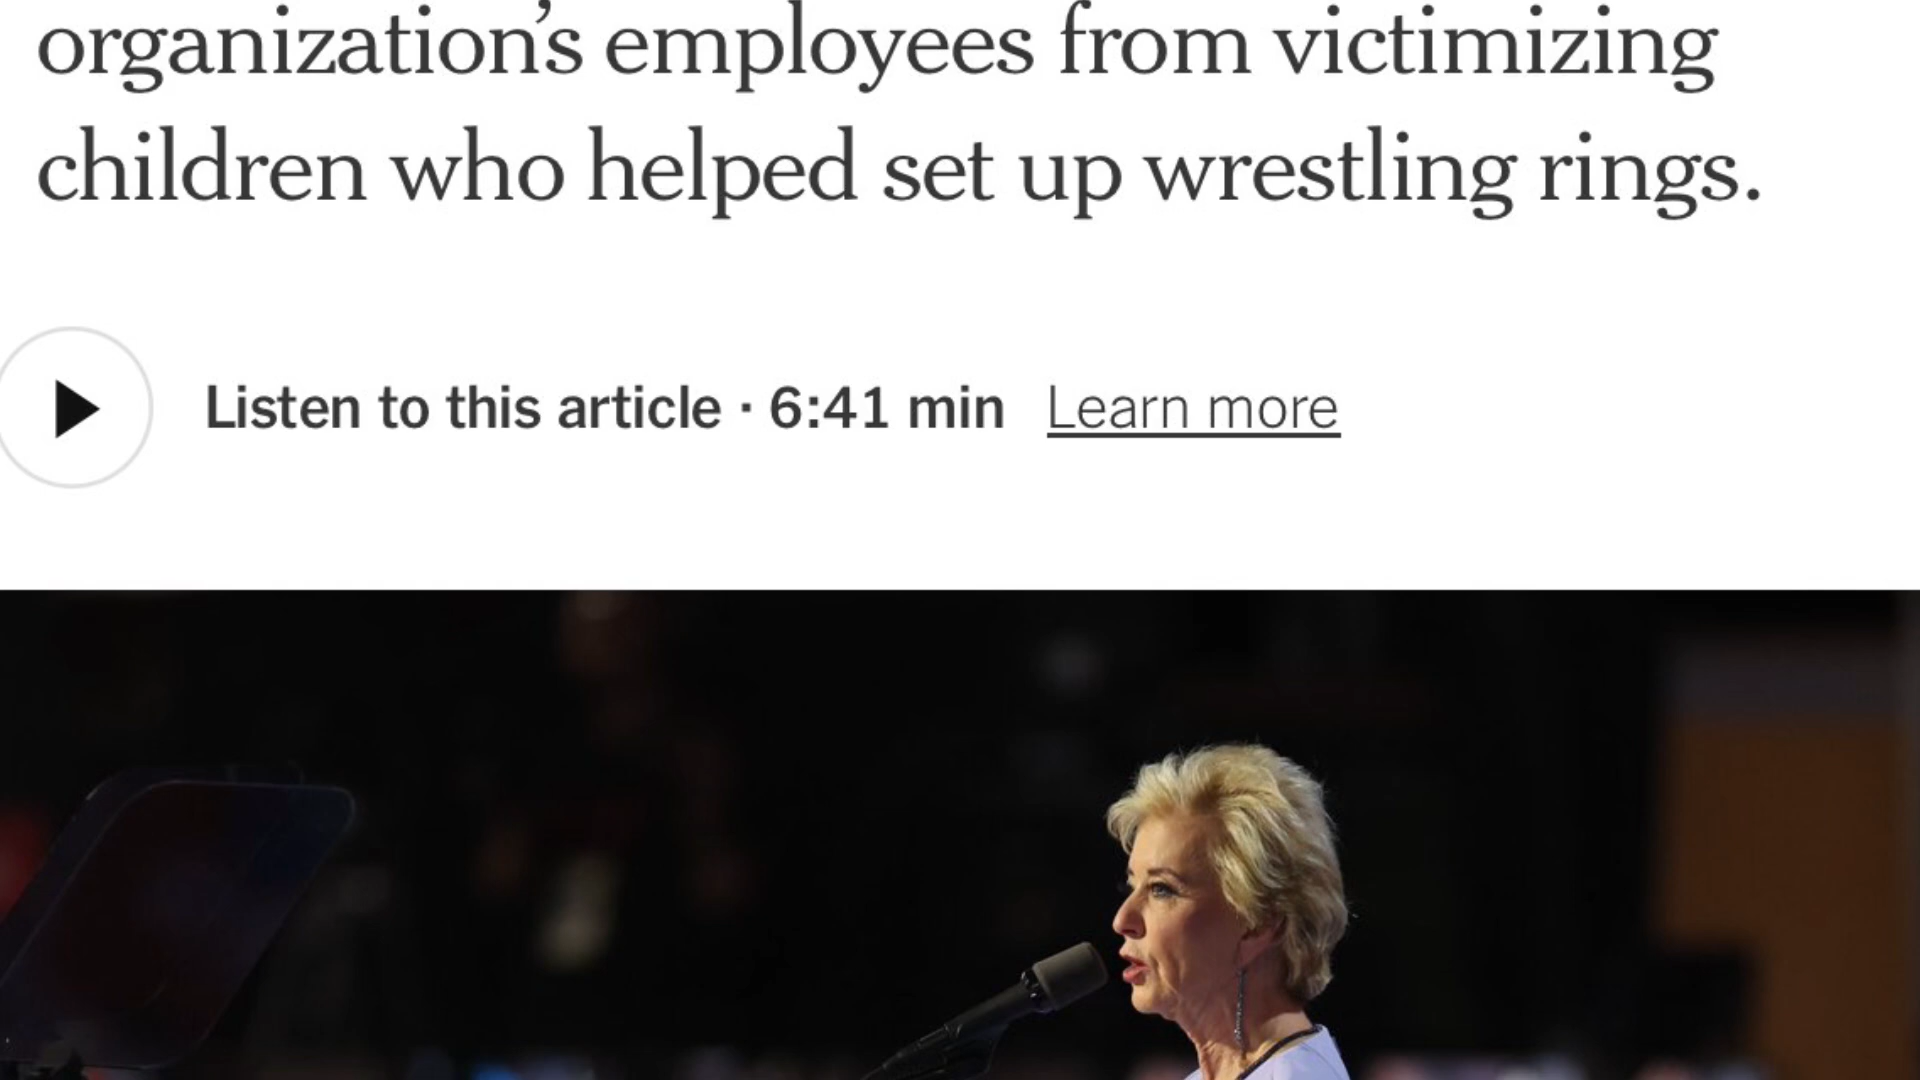 organization’s employees from victimizing
children who helped set up wrestling rings.
Listen to this article · 6:41 min Learn more